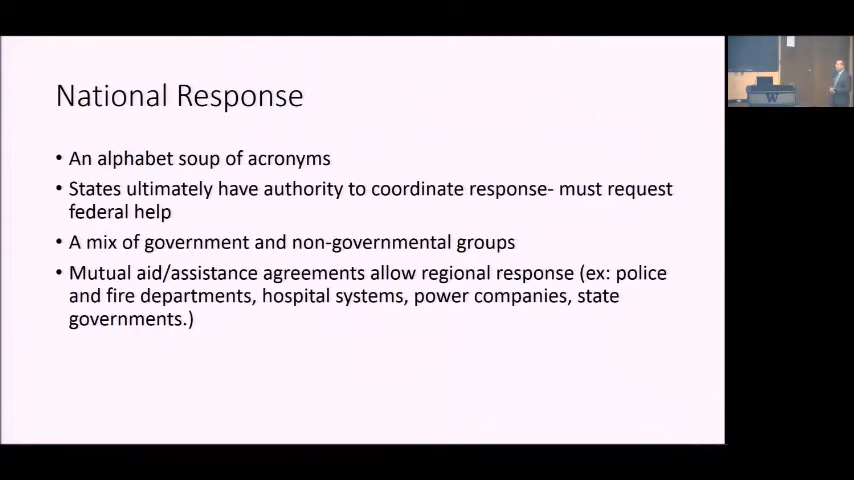 National Response
• An alphabet soup of acronyms
• States ultimately have authority to coordinate response- must request
federal help
• A mix of government and non-governmental groups
• Mutual aid/assistance agreements allow regional response (ex: police
and fire departments, hospital systems, power companies, state
governments.)
W